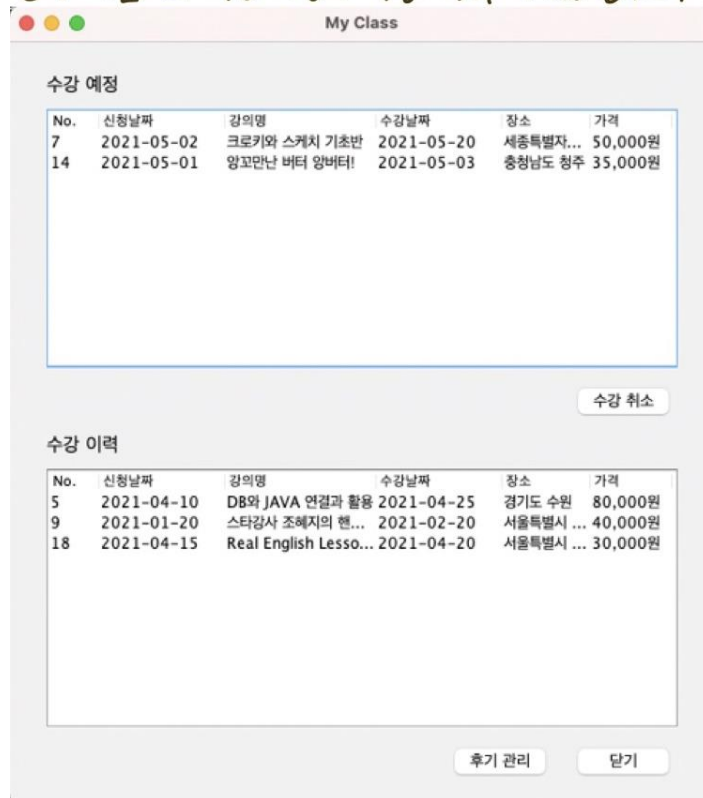 My Class
수강 예정
No. 신청날짜 강의명 수강날짜 장소 가격
7 2021-05-02 크로키와 스케치 기초반 2021-05-20 세종특별자... 50,000원
14 2021-05-01 앙꼬만난 버터 앙버터! 2021-05-03 충청남도 청주 35,000원
수강 취소
수강 이력
No. 신청날짜 강의명 수강날짜 장소 가격
5 2021-04-10 DB와 JAVA 연결과 활용 2021-04-25 경기도 수원 80,000원
9 2021-01-20 스타강사 조혜지의 핸... 2021-02-20 서울특별시 ... 40,000원
18 2021-04-15 Real English Lesso... 2021-04-20 서울특별시 ... 30,000원
후기 관리 닫기